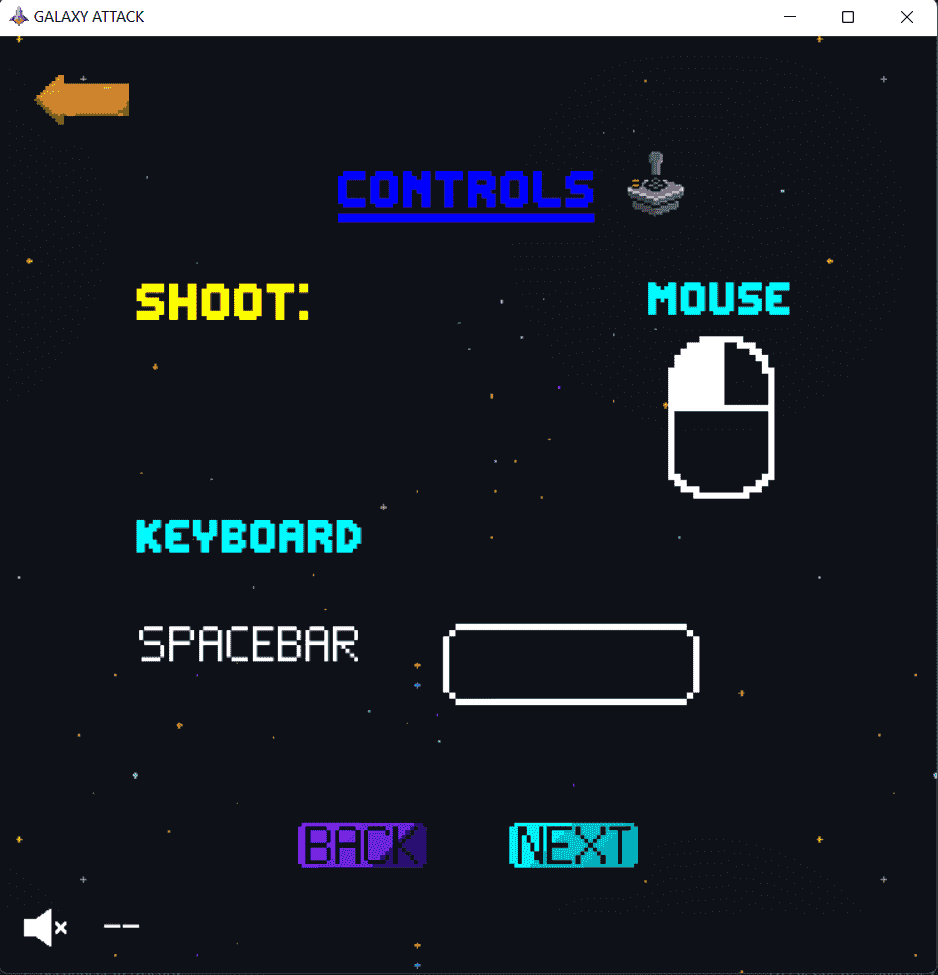 GALAXY ATTACK
CONTROLS
SHOOT:
MOUSE
KEYBOARD
SPACEBAR
BACK
NEXT
--